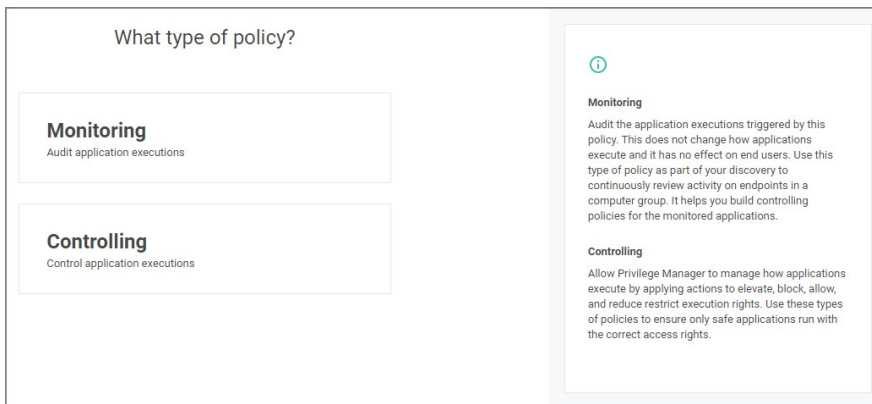 What type of policy?
Monitoring
Audit application executions
Controlling
Control application executions
Monitoring
Audit the application executions triggered by this
policy. This does not change how applications
execute and it has no effect on end users. Use this
type of policy as part of your discovery to
continuously review activity on endpoints in a
computer group. It helps you build controlling
policies for the monitored applications.
Controlling
Allow Privilege Manager to manage how applications
execute by applying actions to elevate, block, allow,
and reduce restrict execution rights. Use these types
of policies to ensure only safe applications run with
the correct access rights.